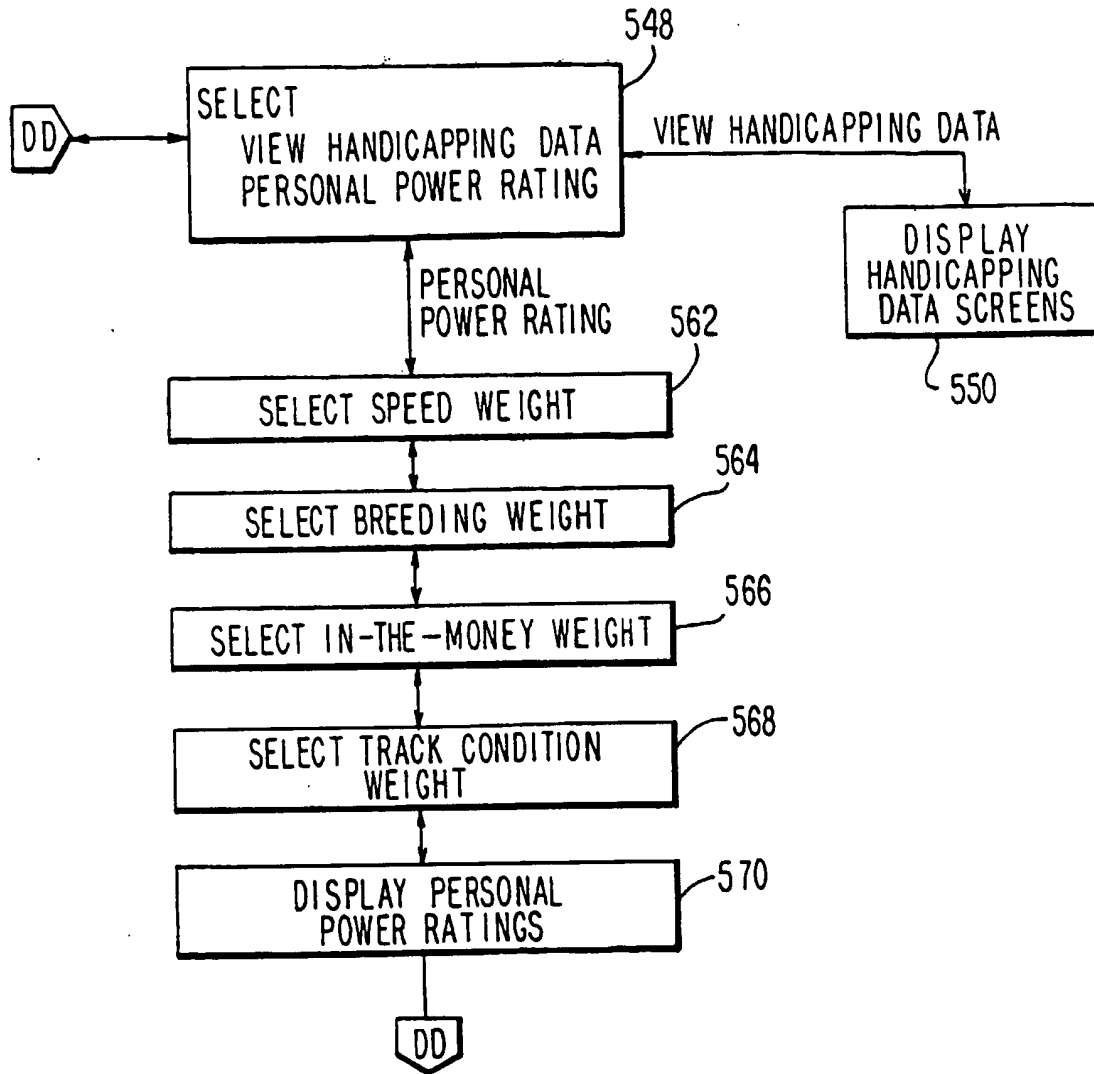 548
DD
SELECT
VIEW HANDICAPPING DATA
PERSONAL POWER RATING
VIEW HANDICAPPING DATA
DISPLAY
HANDICAPPING
DATA SCREENS
550
PERSONAL
POWER RATING
562
SELECT SPEED WEIGHT
564
SELECT BREEDING WEIGHT
566
SELECT IN-THE-MONEY WEIGHT
568
SELECT TRACK CONDITION
WEIGHT
570
DISPLAY PERSONAL
POWER RATINGS
DD